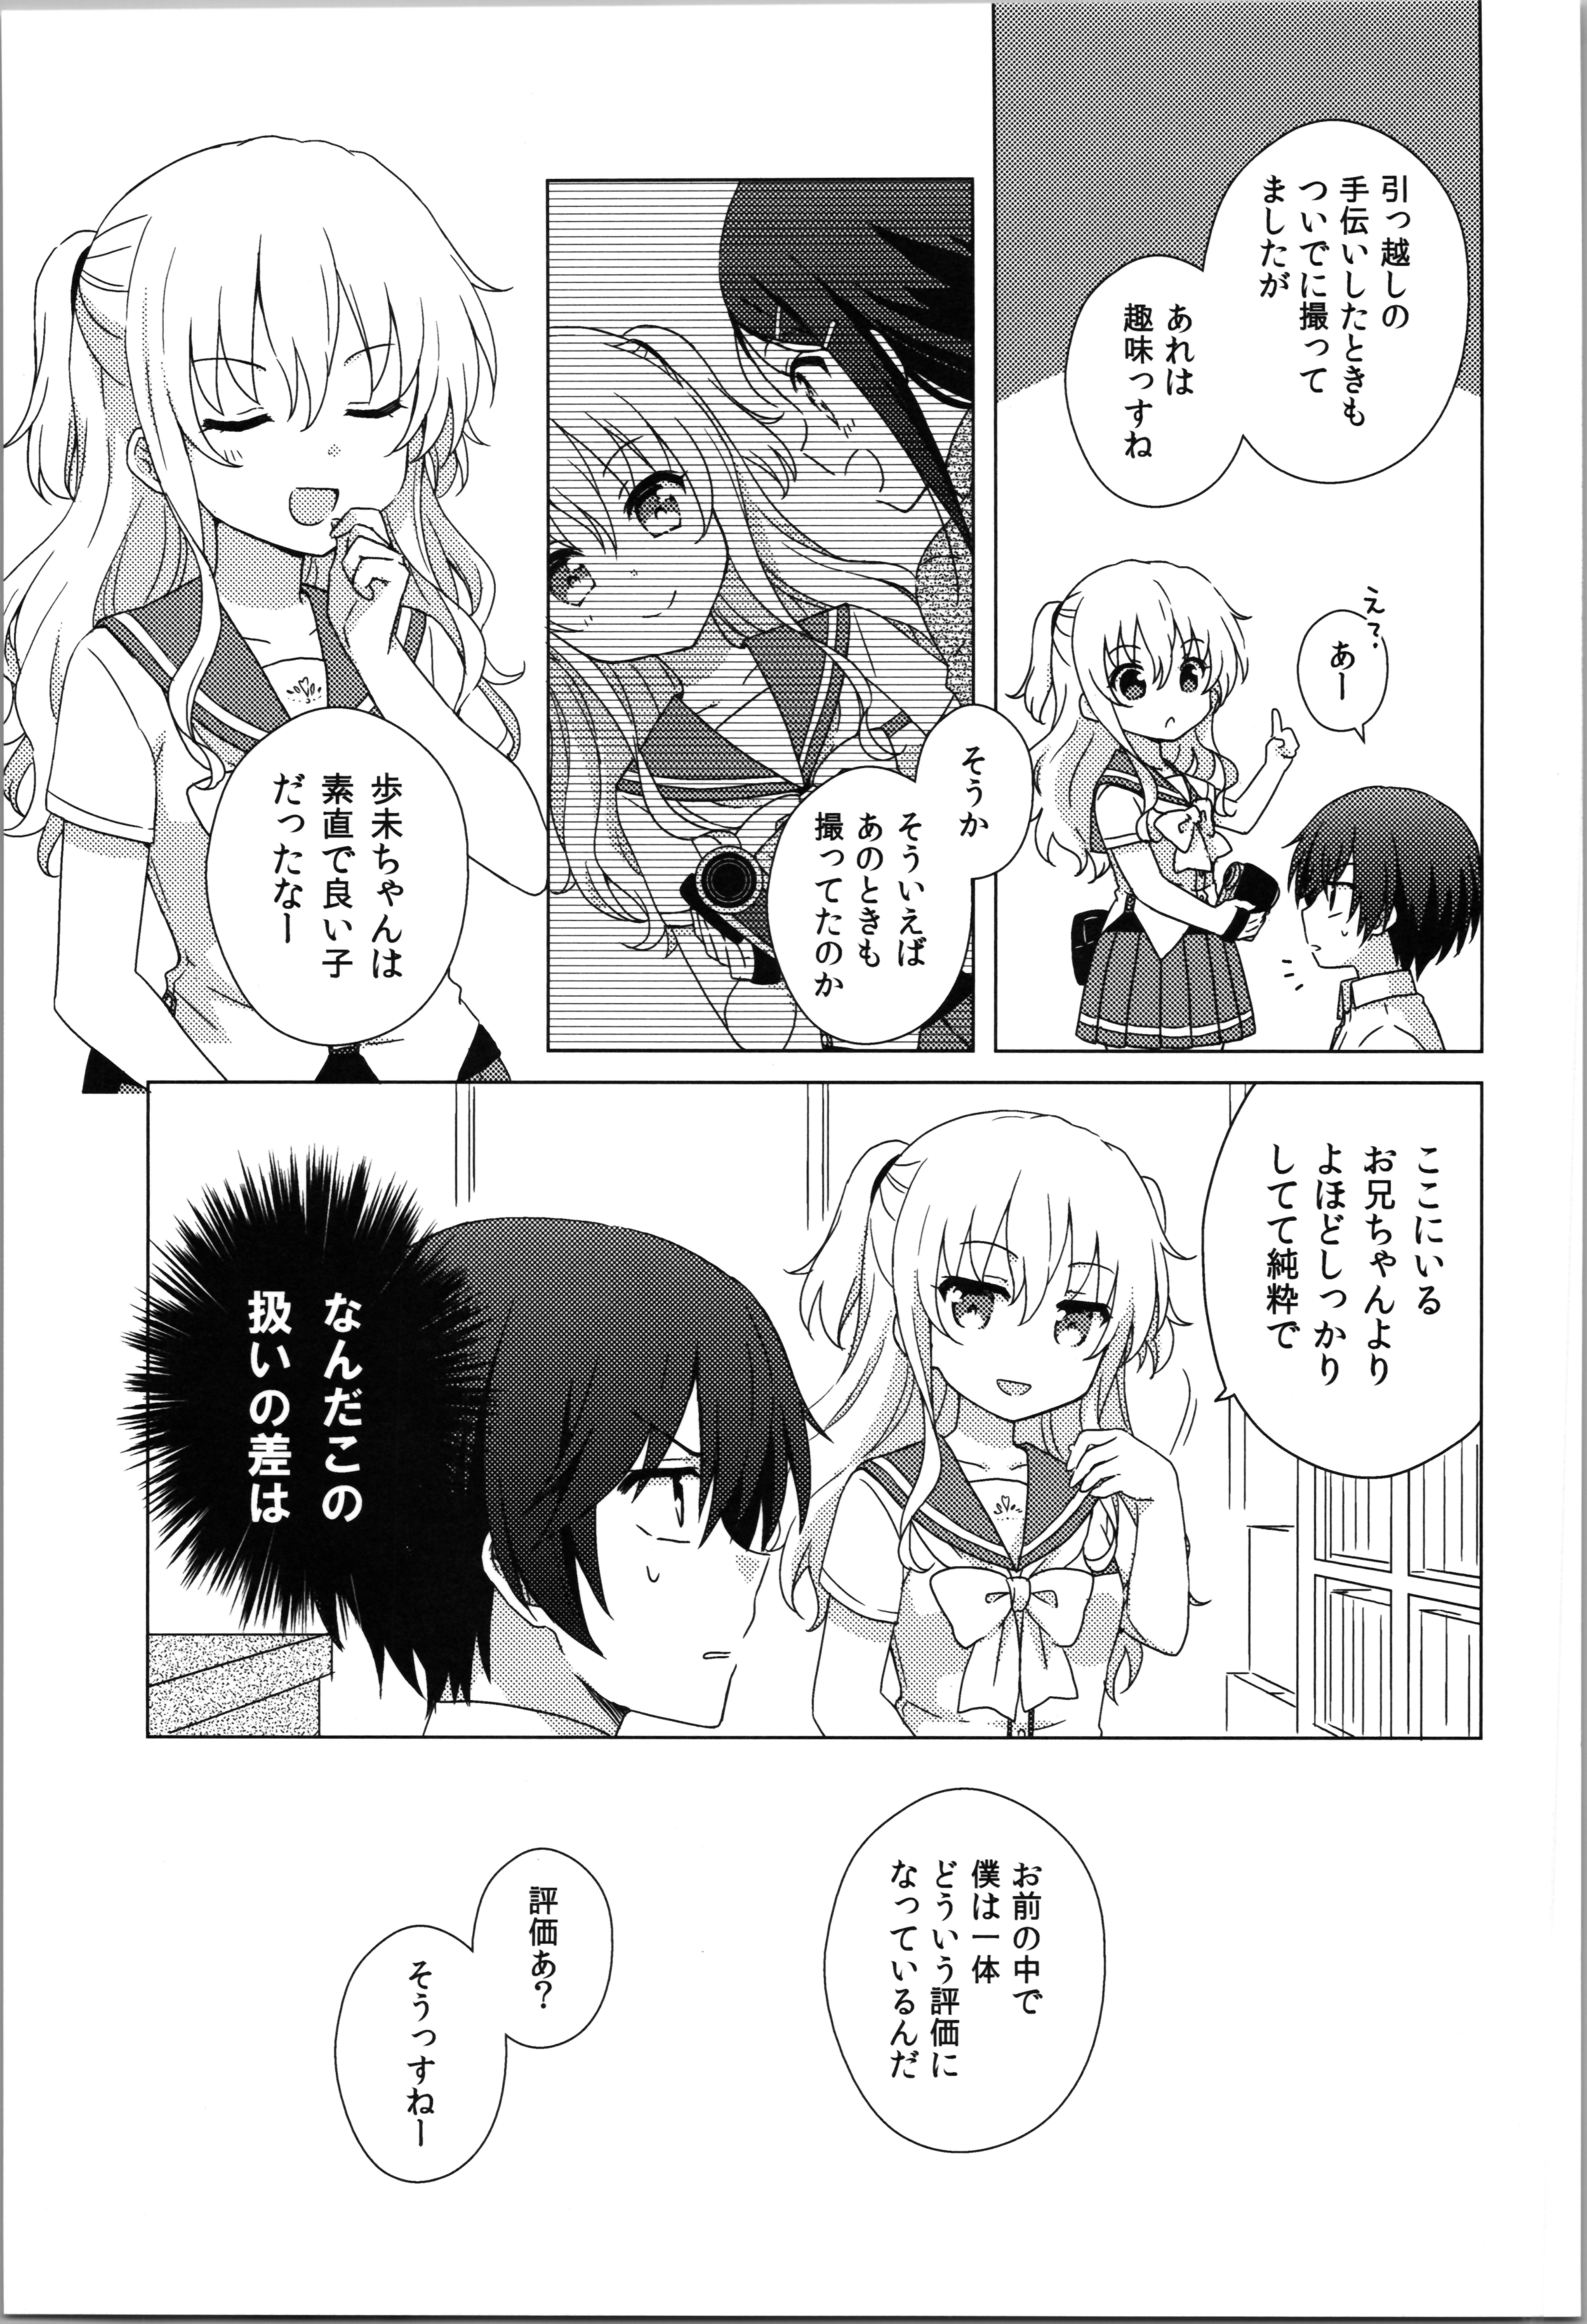 引っ越しの
手伝いしたときも
ついでに撮って
ましたが
あれは
趣味っすね
え?
あー
そうか
そういえば
あのときも
撮ってたのか
歩未ちゃんは
素直で良い子
だったなー
ここにいる
お兄ちゃんより
よほどしっかり
してて純粋で
なんだこの
扱いの差は
お前の中で
僕は一体
どういう評価に
なっているんだ
評価あ?
そうっすねー